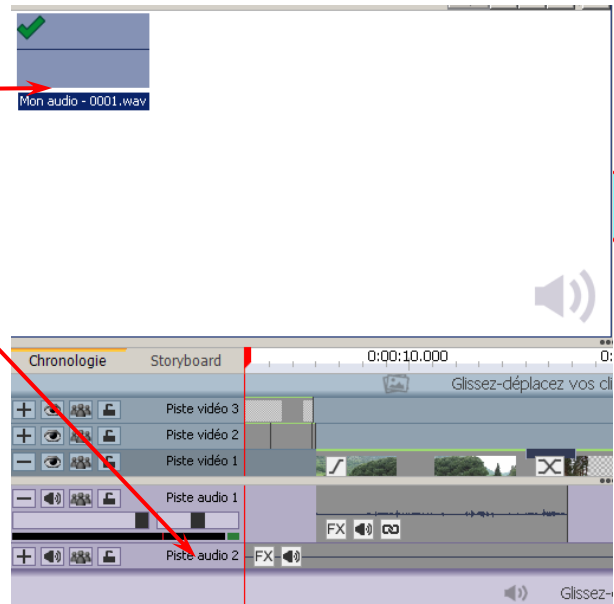 Mon audio - 0001.wav
Chronologie Storyboard 0:00:10.000 0:
Glissez-déplacez vos cli
Piste vidéo 3
Piste vidéo 2
Piste vidéo 1
Piste audio 1
FX
Piste audio 2 FX
Glissez-